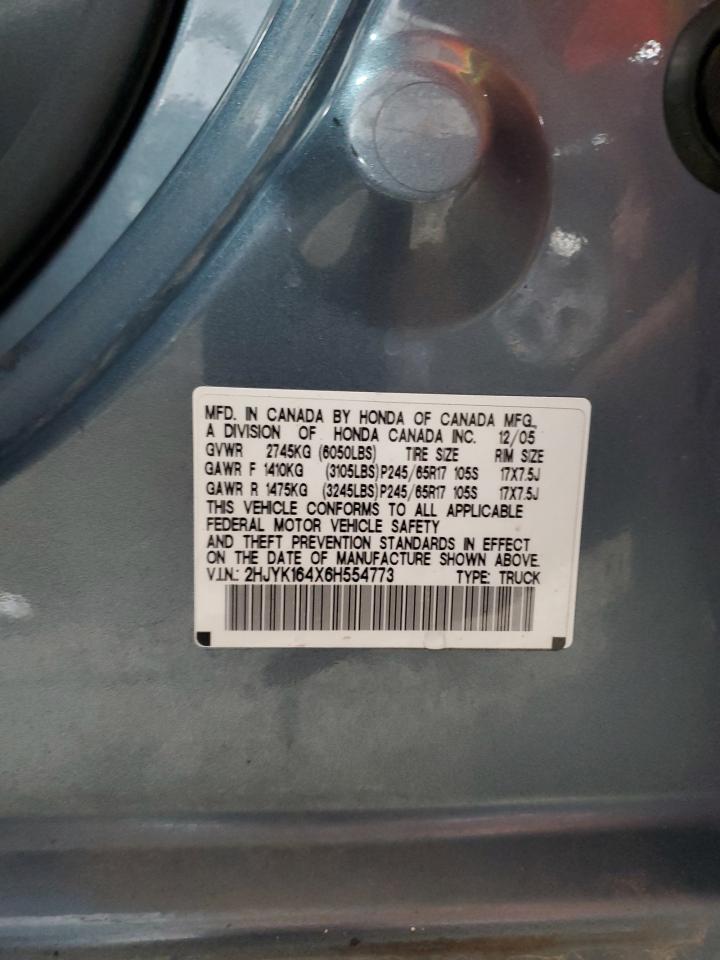 MFD. IN CANADA BY HONDA OF CANADA MFG.,
A DIVISION OF HONDA CANADA INC. 12/05
GVWR 2745KG (6050LBS) TIRE SIZE RIM SIZE
GAWR F 1410KG (3105LBS) P245/65R17 105S 17X7.5J
GAWR R 1475KG (3245LBS) P245/65R17 105S 17X7.5J
THIS VEHICLE CONFORMS TO ALL APPLICABLE
FEDERAL MOTOR VEHICLE SAFETY
AND THEFT PREVENTION STANDARDS IN EFFECT
ON THE DATE OF MANUFACTURE SHOWN ABOVE.
V.I.N.: 2HJYK164X6H554773 TYPE: TRUCK